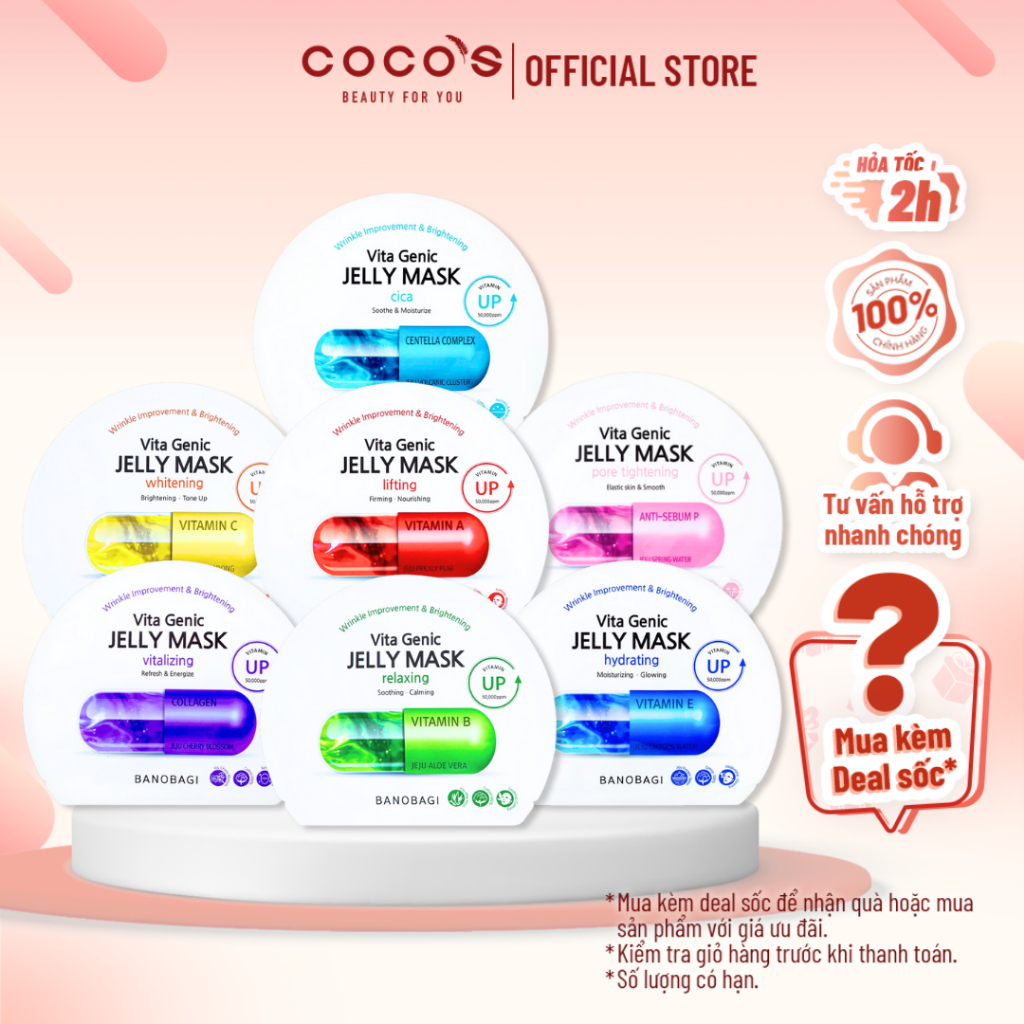 COCO'S
BEAUTY FOR YOU
OFFICIAL STORE
HỎA TỐC
2h
SẢN PHẨM
100%
CHÍNH HÃNG
Tư vấn hỗ trợ
nhanh chóng
?
Mua kèm
Deal sốc*
Wrinkle Improvement & Brightening
Vita Genic
JELLY MASK
cica
Soothe & Moisturize
VITAMIN
UP
50,000ppm
CENTELLA COMPLEX
VOLCANIC CLUSTER
Wrinkle Improvement & Brightening
Vita Genic
JELLY MASK
whitening
Brightening · Tone Up
VITAMIN C
Wrinkle Improvement & Brightening
Vita Genic
JELLY MASK
lifting
Firming · Nourishing
VITAMIN
UP
50,000ppm
VITAMIN A
Wrinkle Improvement & Brightening
Vita Genic
JELLY MASK
pore tightening
Elastic skin & Smooth
VITAMIN
UP
50,000ppm
ANTI-SEBUM P
Wrinkle Improvement & Brightening
Vita Genic
JELLY MASK
vitalizing
Refresh & Energize
VITAMIN
UP
50,000ppm
COLLAGEN
JEJU CHERRY BLOSSOM
BANOBAGI
Wrinkle Improvement & Brightening
Vita Genic
JELLY MASK
relaxing
Soothing · Calming
VITAMIN
UP
50,000ppm
VITAMIN B
JEJU ALOE VERA
BANOBAGI
Wrinkle Improvement & Brightening
Vita Genic
JELLY MASK
hydrating
Moisturizing · Glowing
VITAMIN
UP
50,000ppm
VITAMIN E
BANOBAGI
*Mua kèm deal sốc để nhận quà hoặc mua
sản phẩm với giá ưu đãi.
*Kiểm tra giỏ hàng trước khi thanh toán.
*Số lượng có hạn.